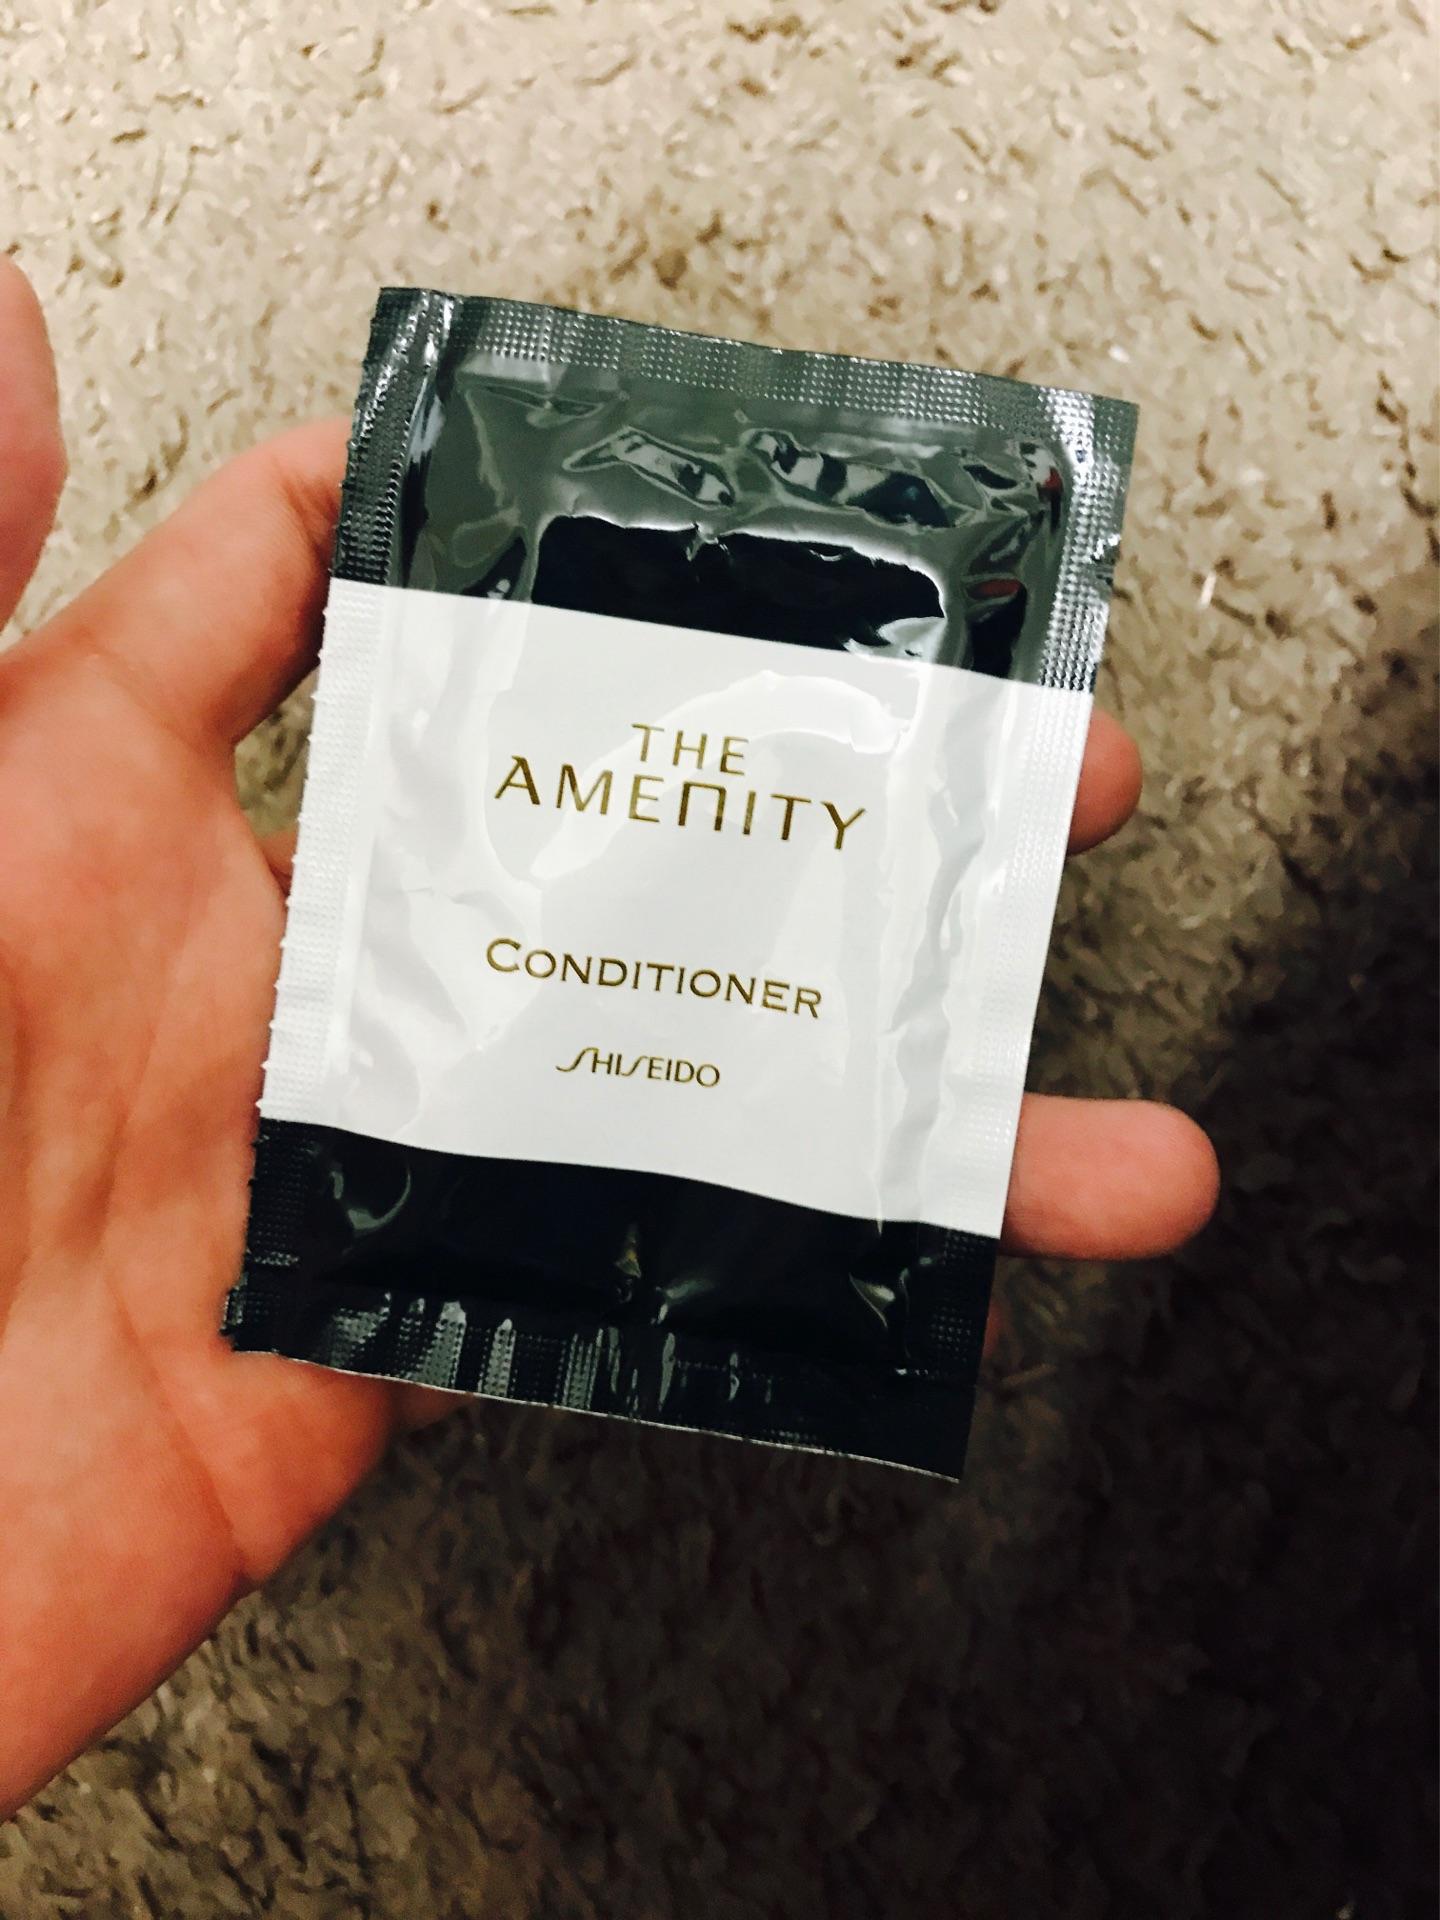 THE
AMENITY
CONDITIONER
SHISEIDO